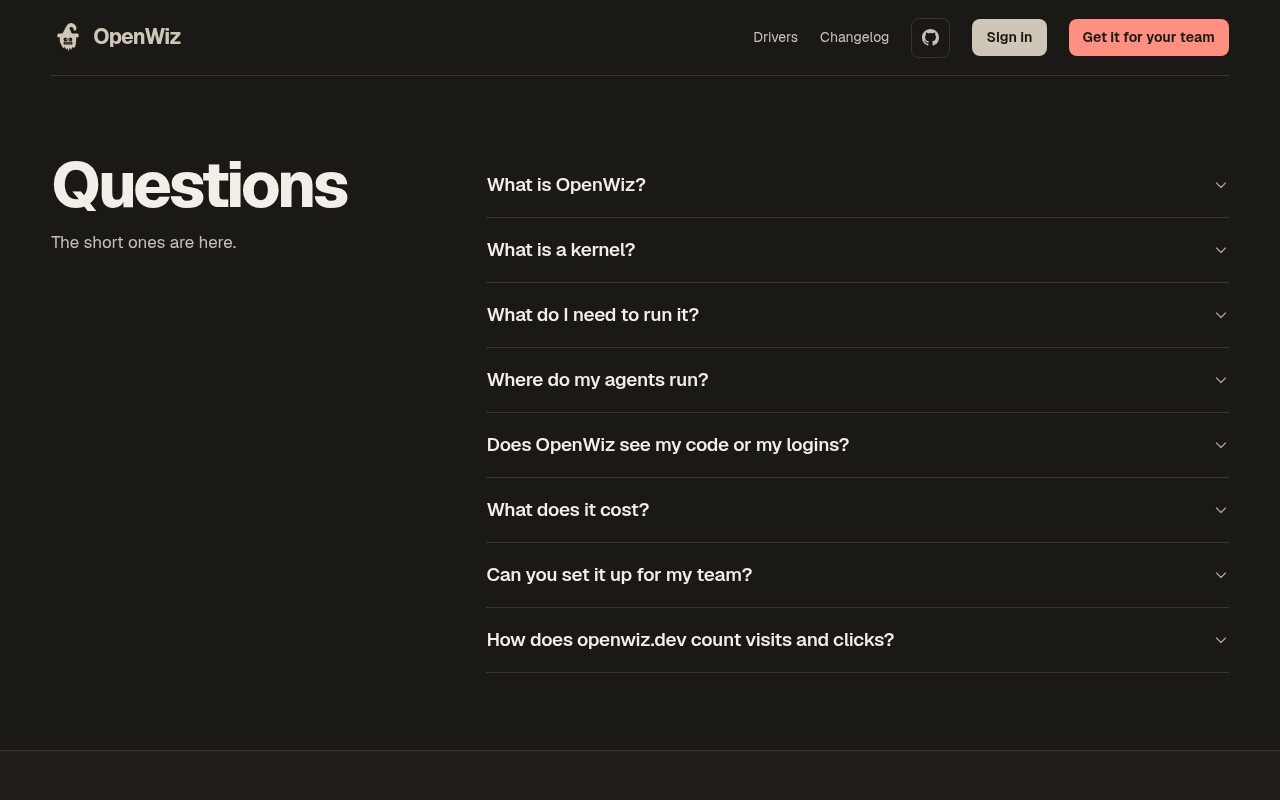 OpenWiz
Drivers
Changelog
Sign in
Get it for your team
Questions
The short ones are here.
What is OpenWiz?
What is a kernel?
What do I need to run it?
Where do my agents run?
Does OpenWiz see my code or my logins?
What does it cost?
Can you set it up for my team?
How does openwiz.dev count visits and clicks?